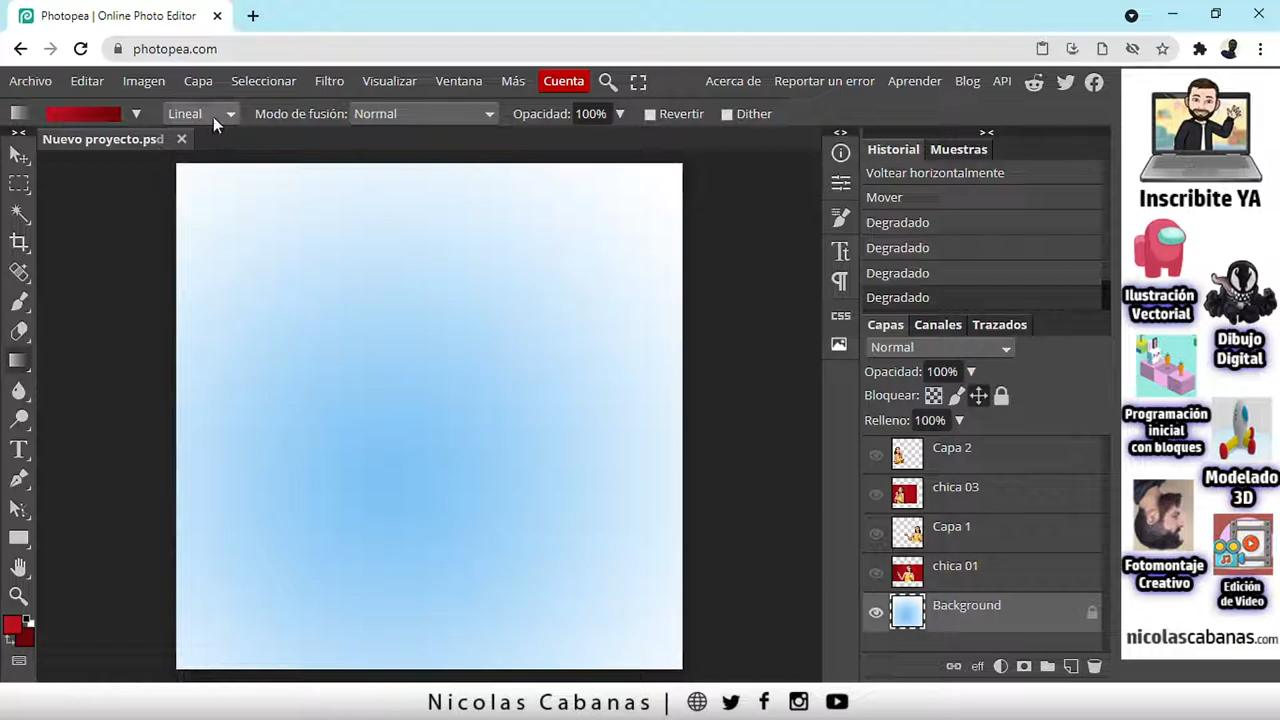 Photopea | Online Photo Editor
photopea.com
Archivo Editar Imagen Capa Seleccionar Filtro Visualizar Ventana Más Cuenta Acerca de Reportar un error Aprender Blog API
Lineal Modo de fusión: Normal Opacidad: 100% Revertir Dither
Nuevo proyecto.psd
Historial Muestras
Voltear horizontalmente
Mover
Degradado
Degradado
Degradado
Degradado
CSS
Capas Canales Trazados
Normal
Opacidad: 100%
Bloquear:
Relleno: 100%
Capa 2
chica 03
Capa 1
chica 01
Background
eff
Inscribite YA
Ilustración
Vectorial
Dibujo
Digital
Programación
inicial
con bloques
Modelado
3D
Fotomontaje
Creativo
Edición
de Video
nicolascabanas.com
Nicolas Cabanas |